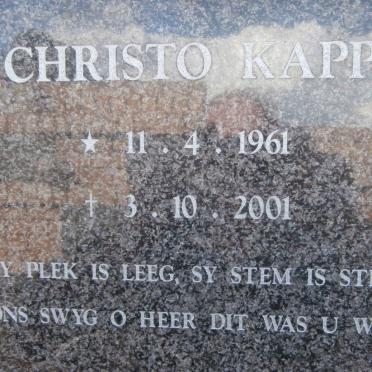 CHRISTO KAPP
★ 11 . 4 . 1961
† 3 . 10 . 2001
Y PLEK IS LEEG, SY STEM IS
ONS SWYG O HEER DIT WAS U